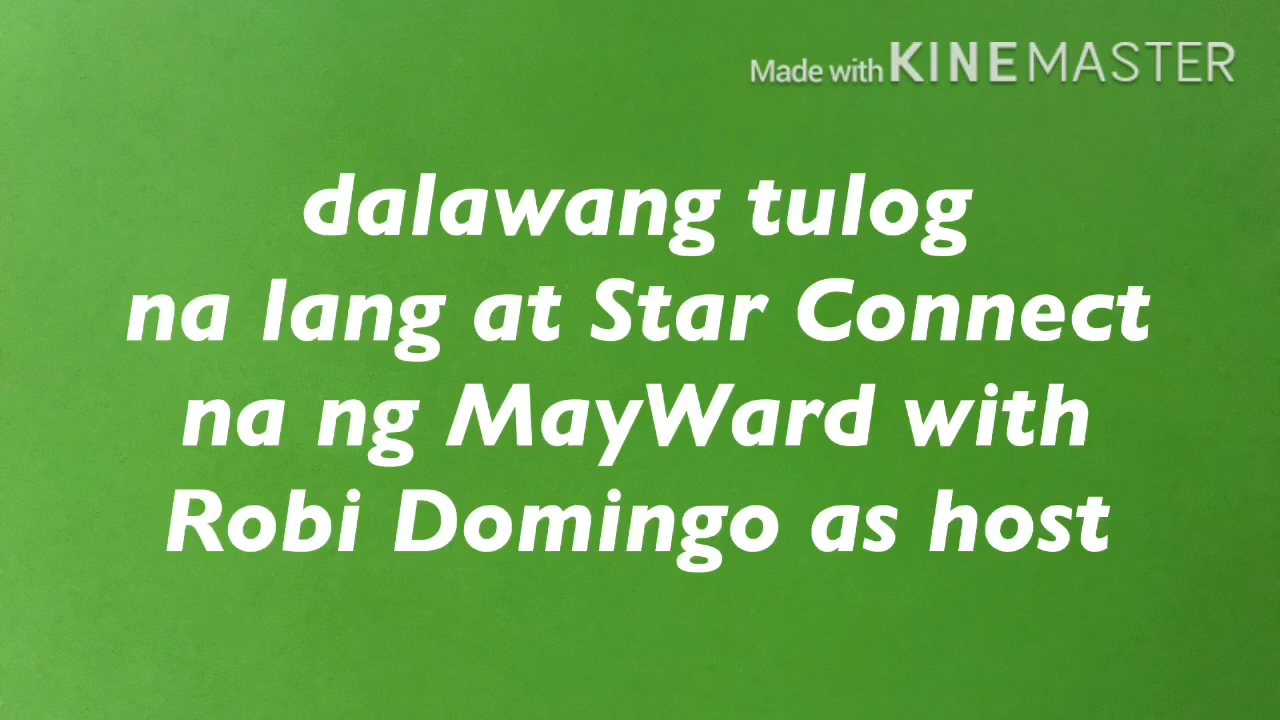 Made with KINEMASTER
dalawang tulog
na lang at Star Connect
na ng MayWard with
Robi Domingo as host